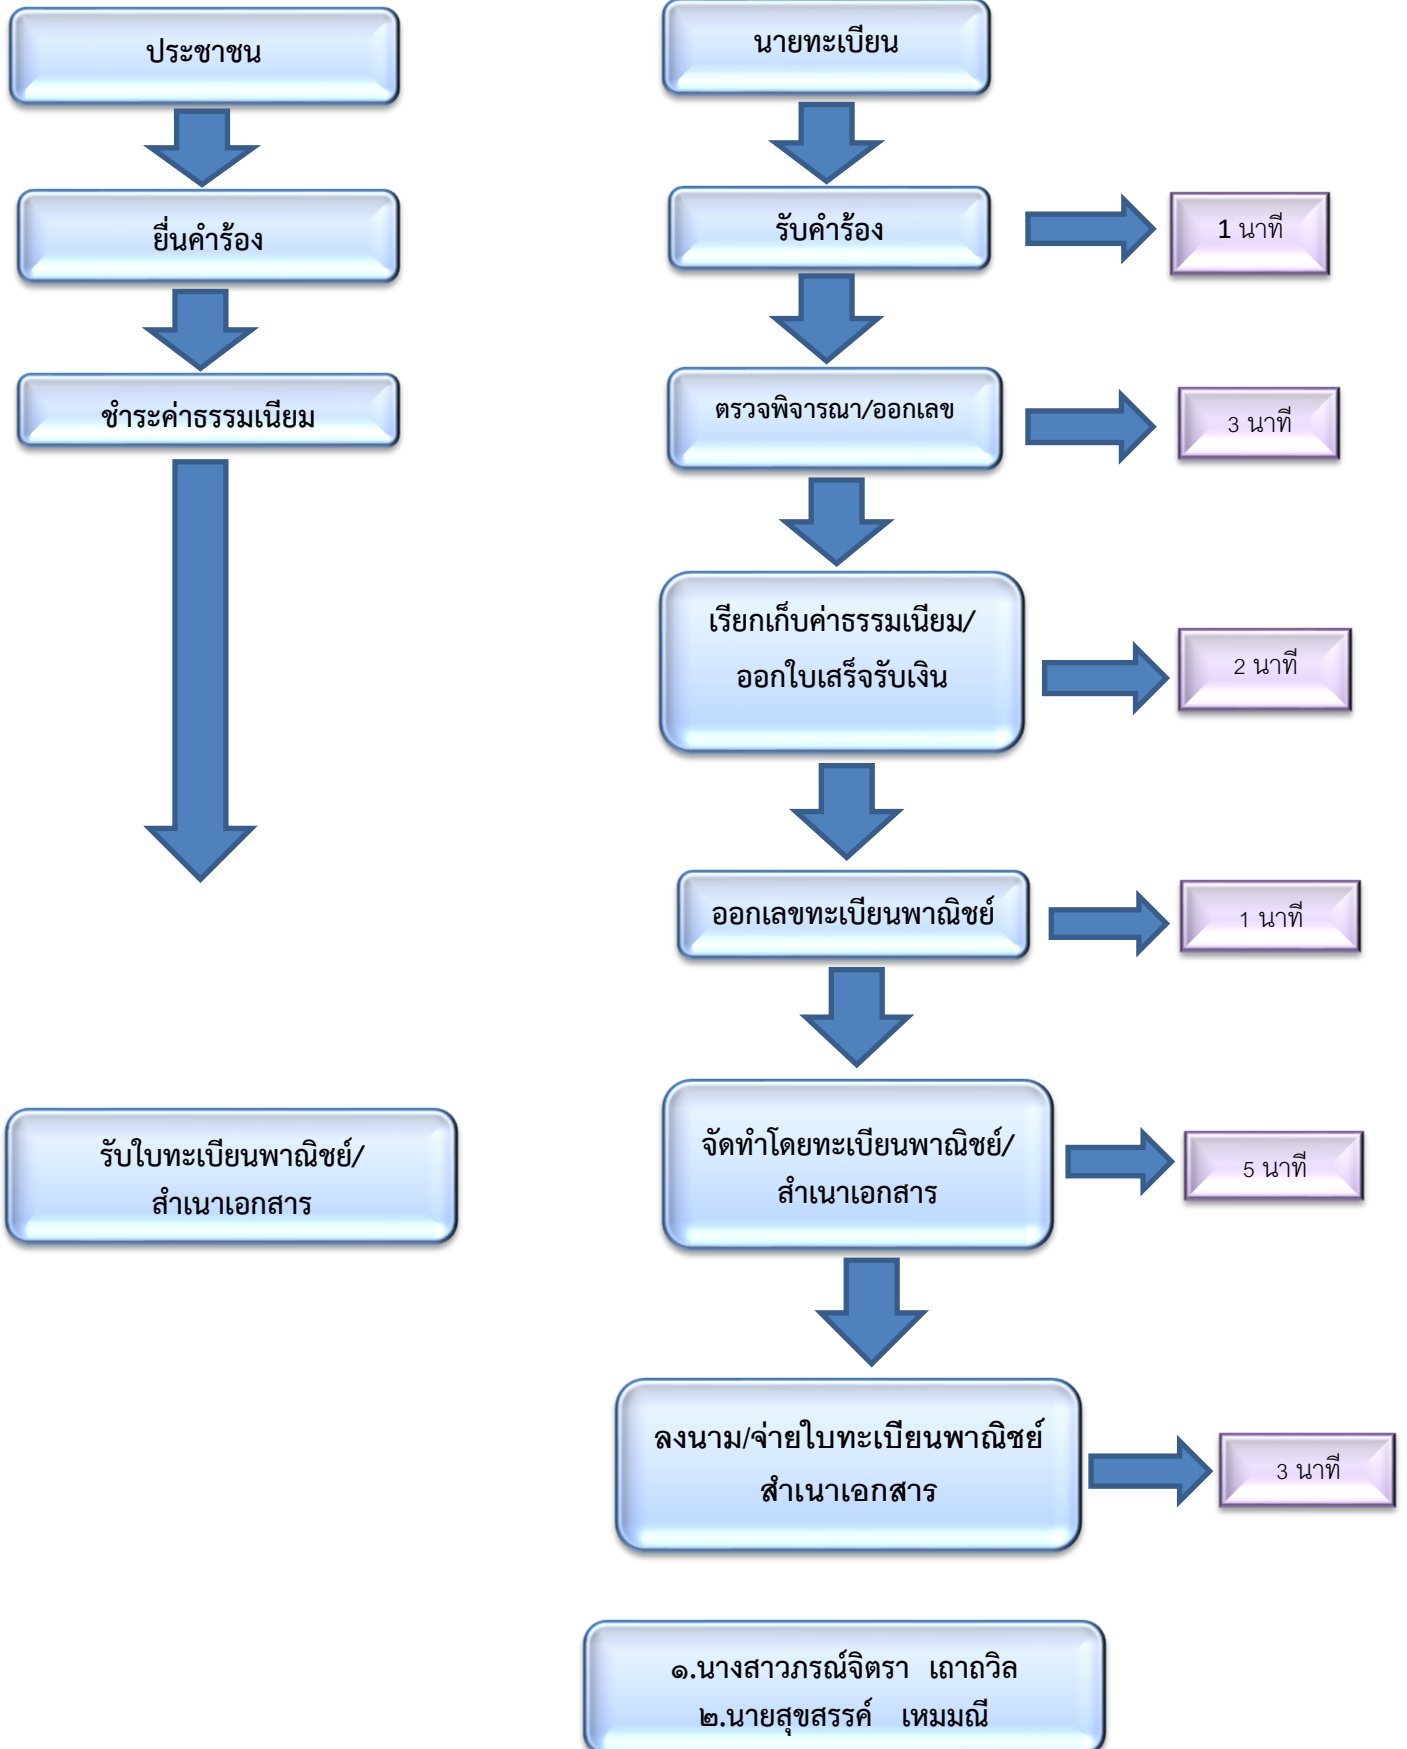 ประชาชน
ยื่นคำร้อง
ชำระค่าธรรมเนียม
รับใบทะเบียนพาณิชย์/
สำเนาเอกสาร
นายทะเบียน
รับคำร้อง
1 นาที
ตรวจพิจารณา/ออกเลข
3 นาที
เรียกเก็บค่าธรรมเนียม/
ออกใบเสร็จรับเงิน
2 นาที
ออกเลขทะเบียนพาณิชย์
1 นาที
จัดทำโดยทะเบียนพาณิชย์/
สำเนาเอกสาร
5 นาที
ลงนาม/จ่ายใบทะเบียนพาณิชย์
สำเนาเอกสาร
3 นาที
๑.นางสาวภรณ์จิตรา เถาถวิล
๒.นายสุขสรรค์ เหมมณี